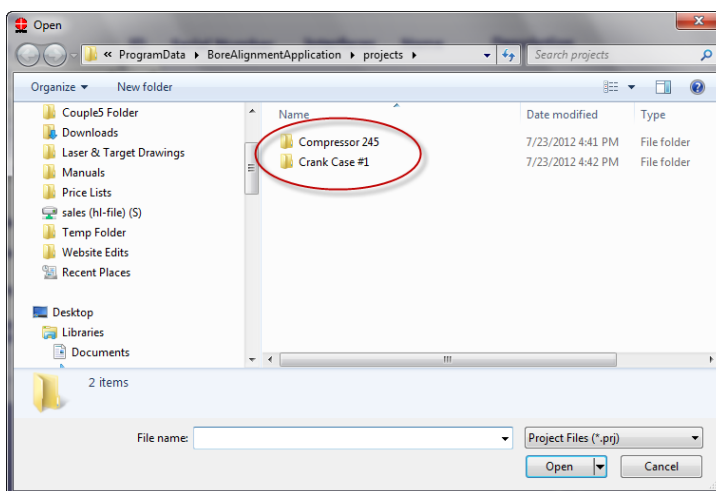 Open
« ProgramData ▸ BoreAlignmentApplication ▸ projects ▸
Search projects
Organize ▾ New folder
Couple5 Folder
Downloads
Laser & Target Drawings
Manuals
Price Lists
sales (hl-file) (S)
Temp Folder
Website Edits
Recent Places
Desktop
Libraries
Documents
Name Date modified Type
Compressor 245 7/23/2012 4:41 PM File folder
Crank Case #1 7/23/2012 4:42 PM File folder
2 items
File name:
Project Files (*.prj)
Open Cancel